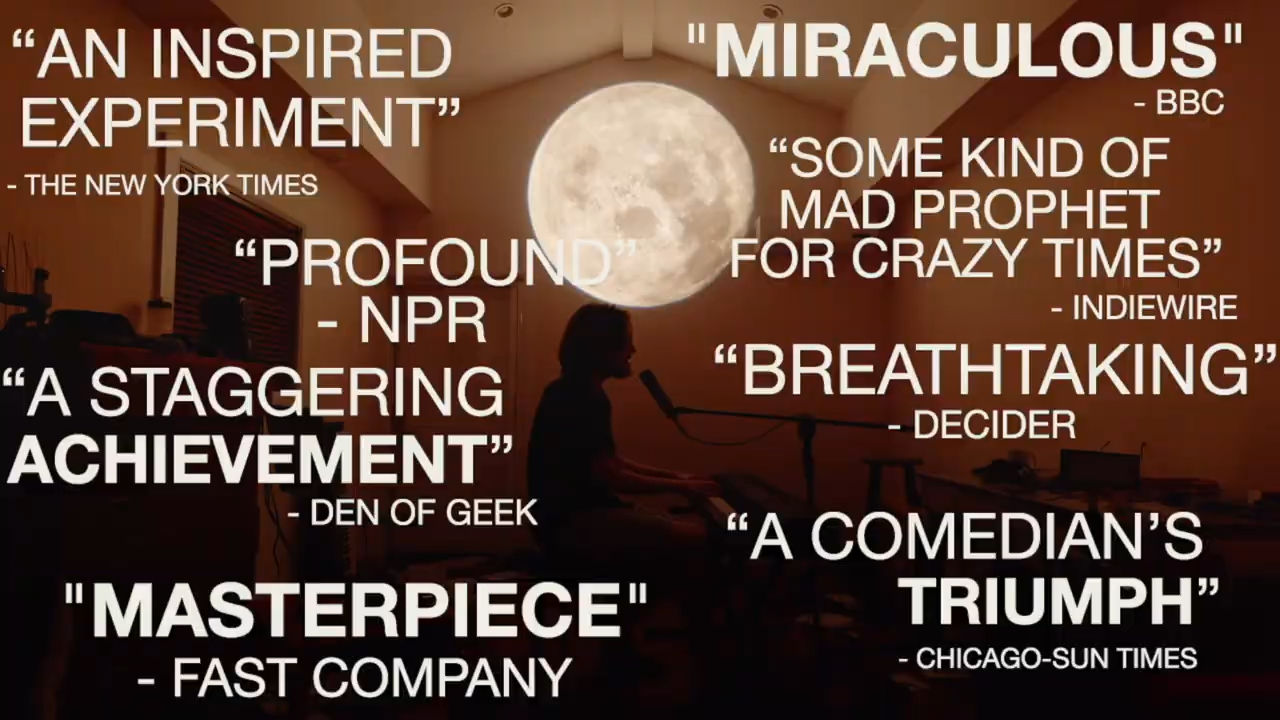 “AN INSPIRED
EXPERIMENT”
- THE NEW YORK TIMES
“PROFOUND”
- NPR
“A STAGGERING
ACHIEVEMENT”
- DEN OF GEEK
"MASTERPIECE"
- FAST COMPANY
"MIRACULOUS"
- BBC
“SOME KIND OF
MAD PROPHET
FOR CRAZY TIMES”
- INDIEWIRE
“BREATHTAKING”
- DECIDER
“A COMEDIAN’S
TRIUMPH”
- CHICAGO-SUN TIMES